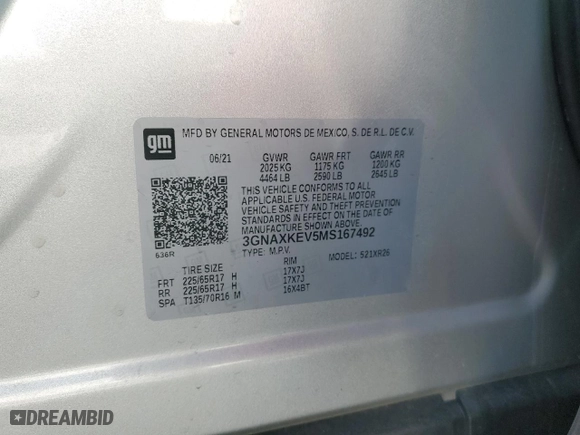 gm
MFD BY GENERAL MOTORS DE MEXICO, S. DE R.L. DE C.V.
06/21 GVWR GAWR FRT GAWR RR
2025 KG 1175 KG 1200 KG
4464 LB 2590 LB 2645 LB
THIS VEHICLE CONFORMS TO ALL
APPLICABLE U.S. FEDERAL MOTOR
VEHICLE SAFETY AND THEFT PREVENTION
STANDARDS IN EFFECT ON THE DATE OF
MANUFACTURE SHOWN ABOVE.
3GNAXKEV5MS167492
636R TYPE: M.P.V. MODEL: 521XR26
TIRE SIZE RIM
FRT 225/65R17 H 17X7J
RR 225/65R17 H 17X7J
SPA T135/70R16 M 16X4BT
DREAMBID